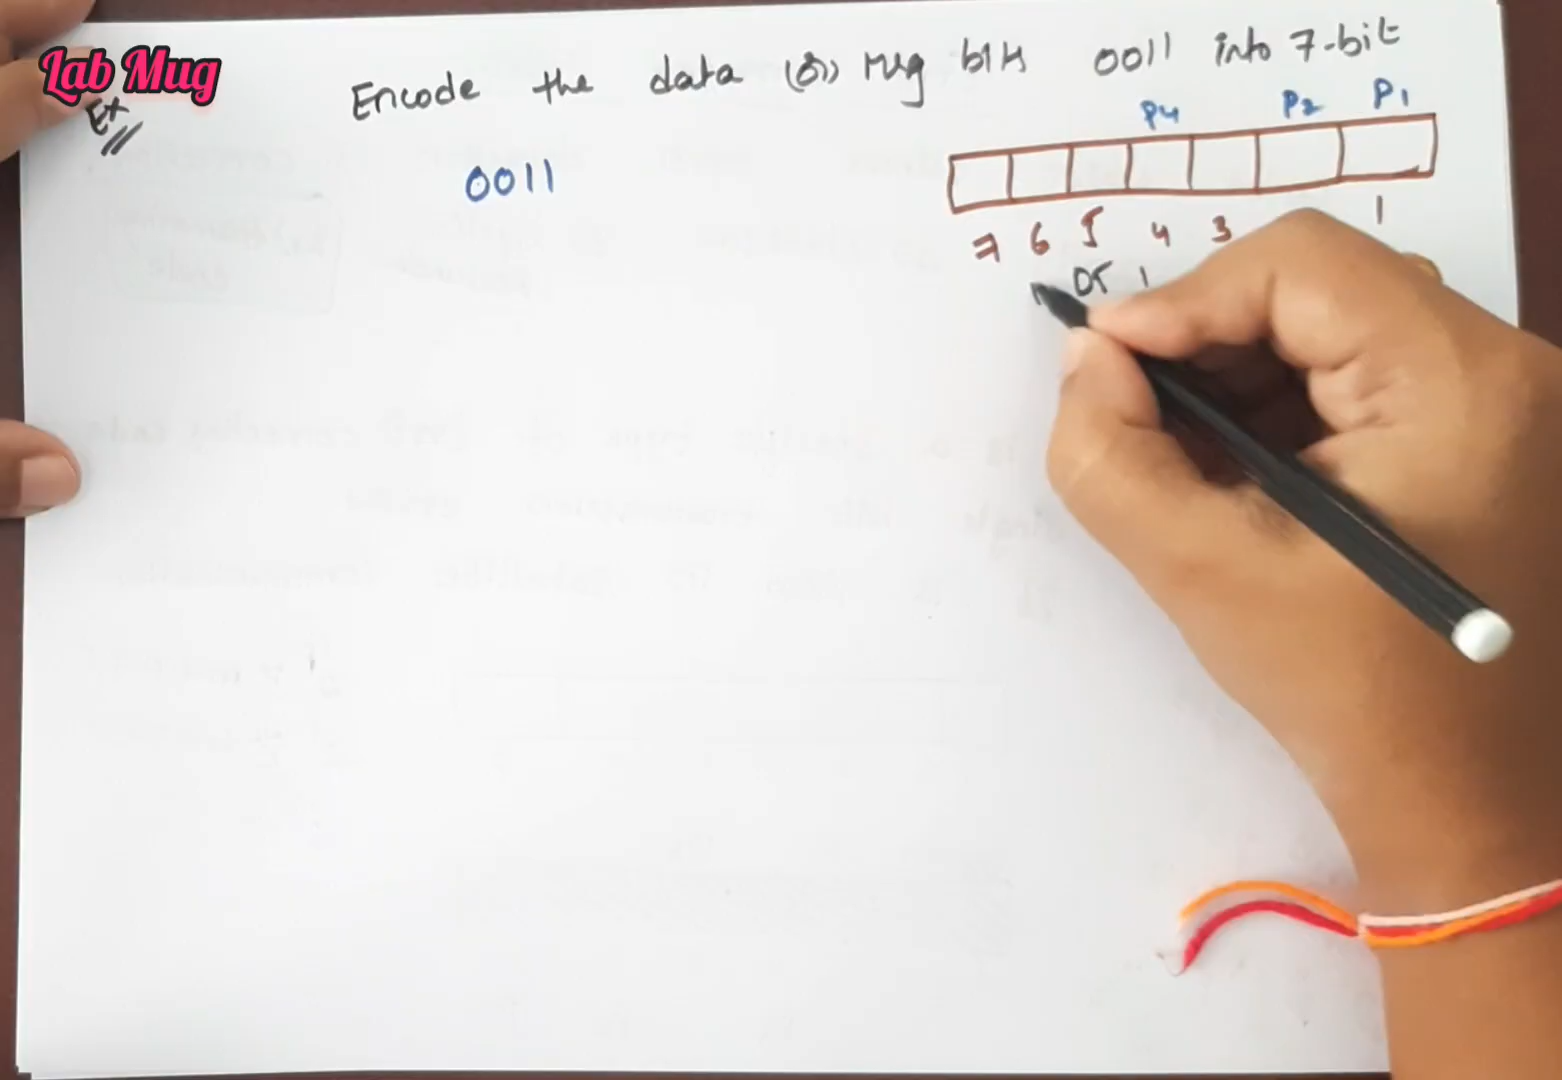 Lab Mug
Ex
Encode the data (or) Msg bits 0011 into 7-bit
0011
P4 P2 P1
7 6 5 4 3 1
D5